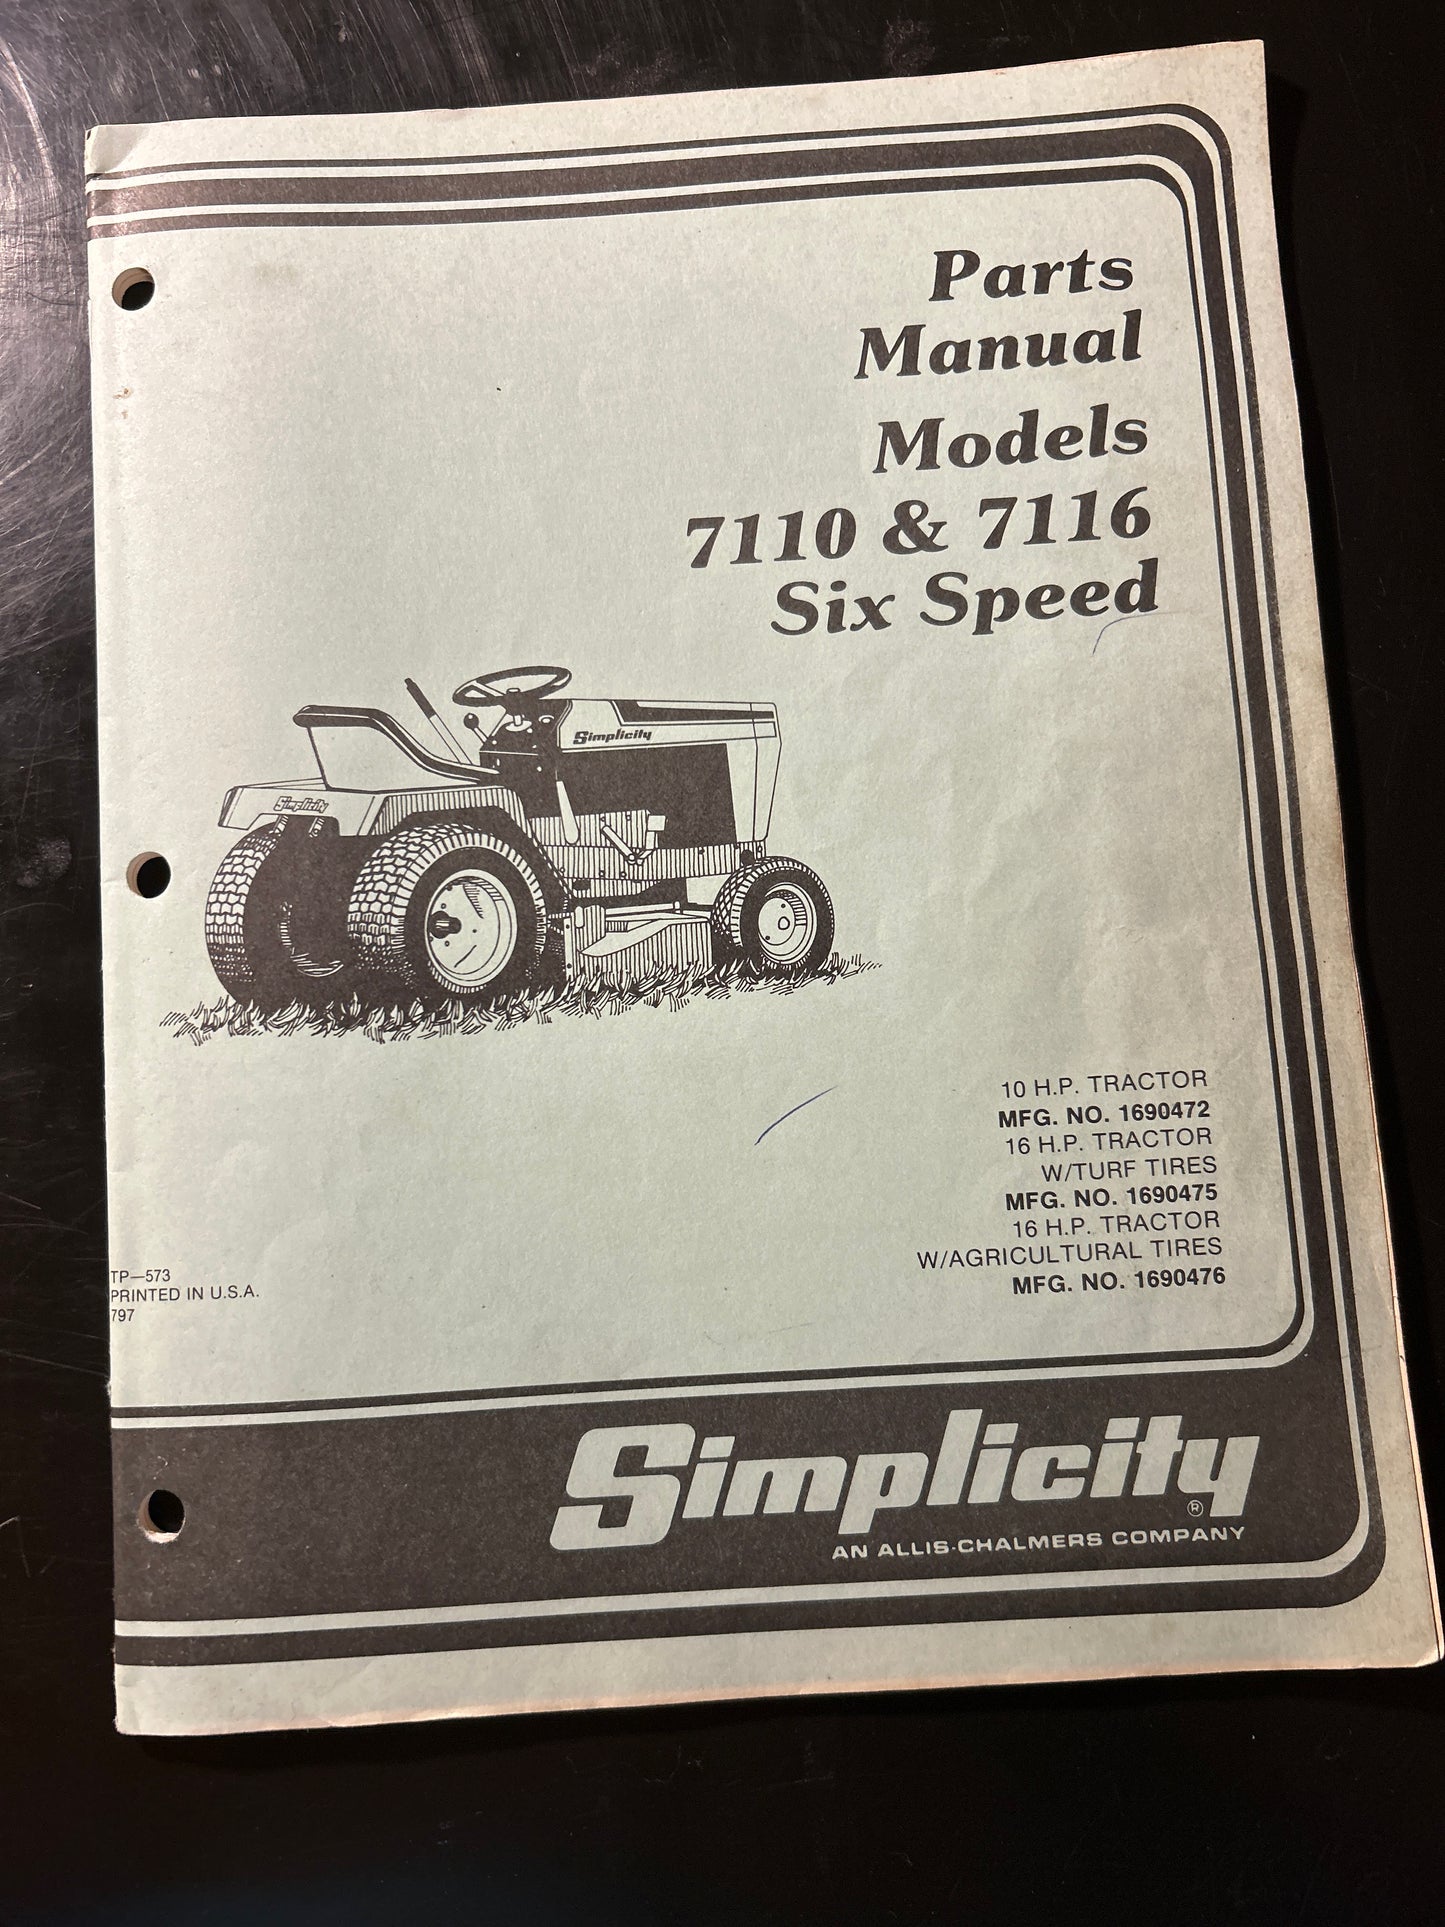 Parts
Manual
Models
7110 & 7116
Six Speed
Simplicity
Simplicity
10 H.P. TRACTOR
MFG. NO. 1690472
16 H.P. TRACTOR
W/TURF TIRES
MFG. NO. 1690475
16 H.P. TRACTOR
W/AGRICULTURAL TIRES
MFG. NO. 1690476
TP—573
PRINTED IN U.S.A.
797
Simplicity®
AN ALLIS-CHALMERS COMPANY